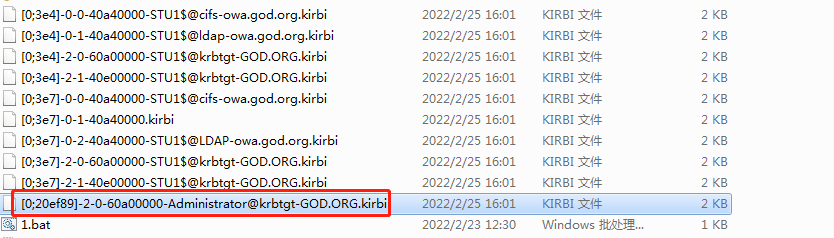 [0;3e4]-0-0-40a40000-STU1$@cifs-owa.god.org.kirbi 2022/2/25 16:01 KIRBI 文件 2 KB
[0;3e4]-0-1-40a40000-STU1$@ldap-owa.god.org.kirbi 2022/2/25 16:01 KIRBI 文件 2 KB
[0;3e4]-2-0-60a00000-STU1$@krbtgt-GOD.ORG.kirbi 2022/2/25 16:01 KIRBI 文件 2 KB
[0;3e4]-2-1-40e00000-STU1$@krbtgt-GOD.ORG.kirbi 2022/2/25 16:01 KIRBI 文件 2 KB
[0;3e7]-0-0-40a40000-STU1$@cifs-owa.god.org.kirbi 2022/2/25 16:01 KIRBI 文件 2 KB
[0;3e7]-0-1-40a40000.kirbi 2022/2/25 16:01 KIRBI 文件 2 KB
[0;3e7]-0-2-40a40000-STU1$@LDAP-owa.god.org.kirbi 2022/2/25 16:01 KIRBI 文件 2 KB
[0;3e7]-2-0-60a00000-STU1$@krbtgt-GOD.ORG.kirbi 2022/2/25 16:01 KIRBI 文件 2 KB
[0;3e7]-2-1-40e00000-STU1$@krbtgt-GOD.ORG.kirbi 2022/2/25 16:01 KIRBI 文件 2 KB
[0;20ef89]-2-0-60a00000-Administrator@krbtgt-GOD.ORG.kirbi 2022/2/25 16:01 KIRBI 文件 2 KB
1.bat 2022/2/23 12:30 Windows 批处理... 1 KB